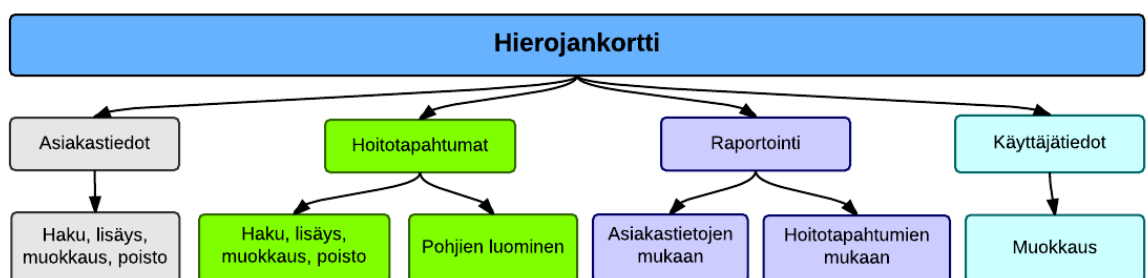 Hierojankortti
Asiakastiedot
Hoitotapahtumat
Raportointi
Käyttäjätiedot
Haku, lisäys,
muokkaus, poisto
Haku, lisäys,
muokkaus, poisto
Pohjien luominen
Asiakastietojen
mukaan
Hoitotapahtumien
mukaan
Muokkaus